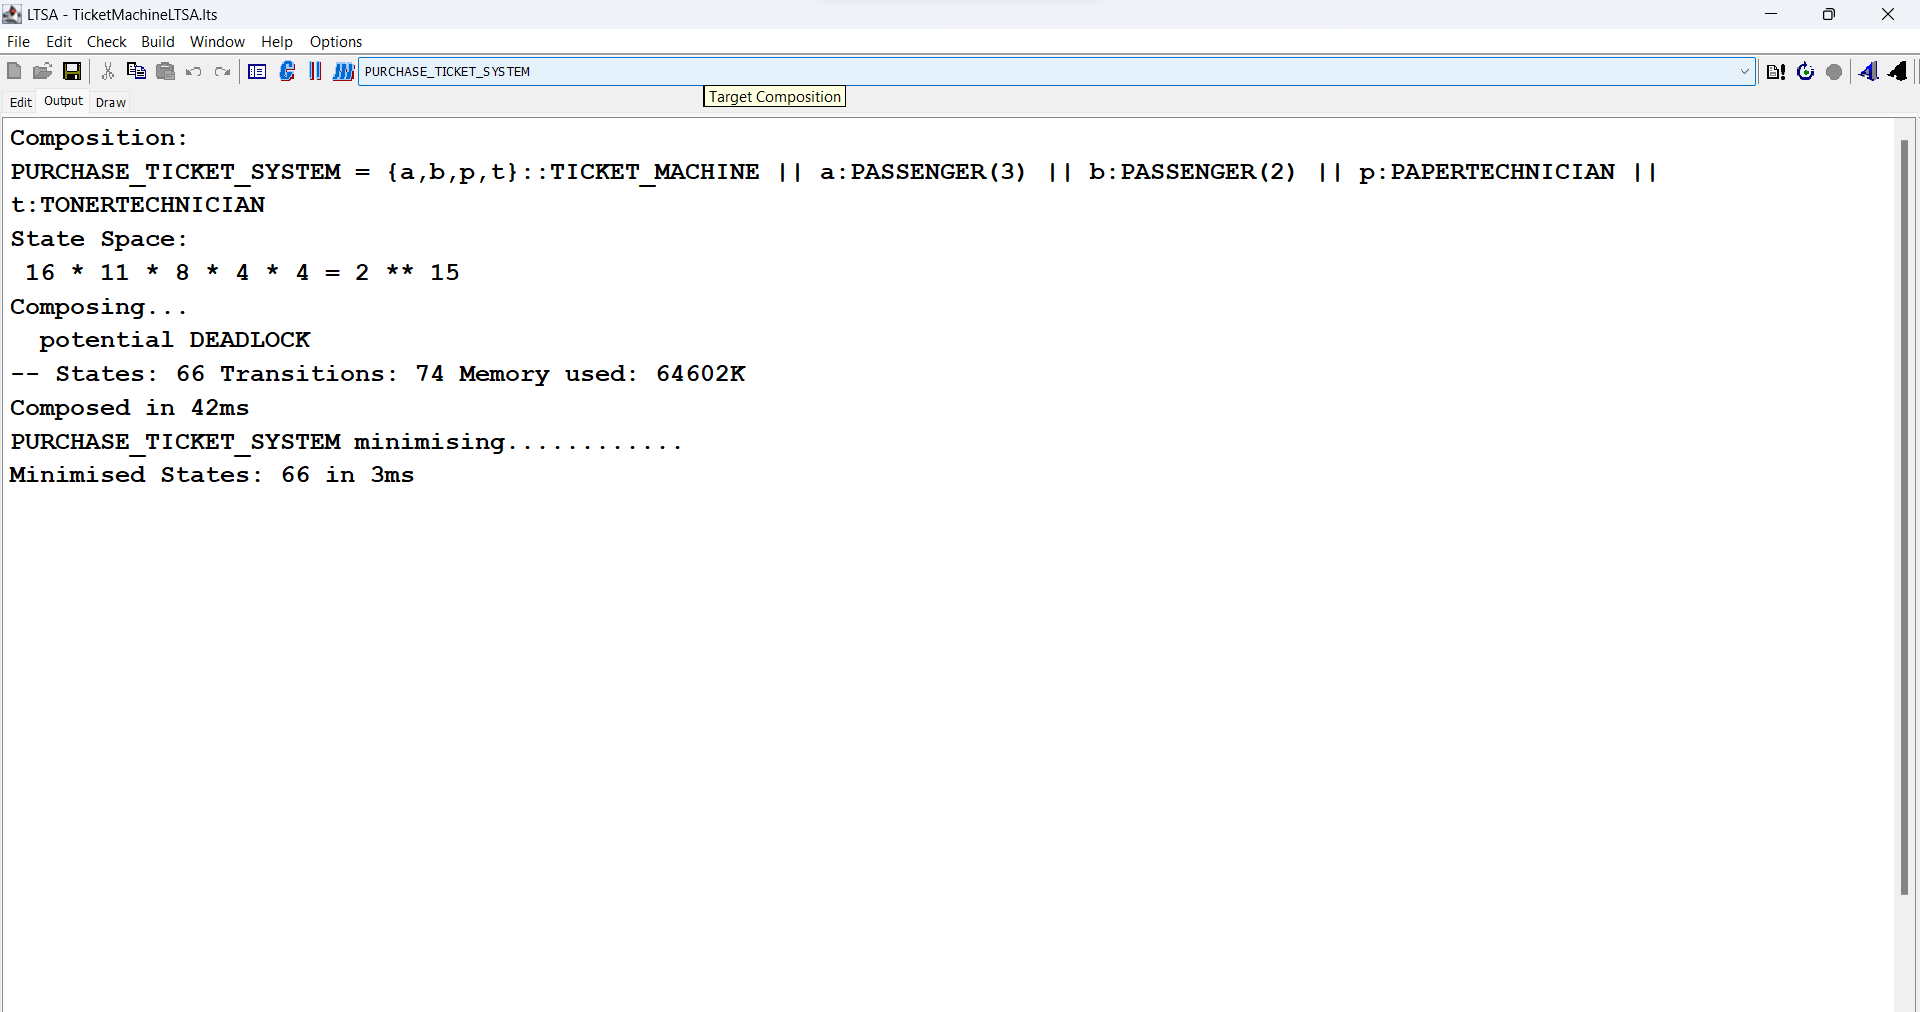 LTSA - TicketMachineLTSA.lts
File Edit Check Build Window Help Options
PURCHASE_TICKET_SYSTEM
Edit Output Draw
Target Composition
Composition:
PURCHASE_TICKET_SYSTEM = {a,b,p,t}::TICKET_MACHINE || a:PASSENGER(3) || b:PASSENGER(2) || p:PAPERTECHNICIAN ||
t:TONERTECHNICIAN
State Space:
16 * 11 * 8 * 4 * 4 = 2 ** 15
Composing...
potential DEADLOCK
-- States: 66 Transitions: 74 Memory used: 64602K
Composed in 42ms
PURCHASE_TICKET_SYSTEM minimising............
Minimised States: 66 in 3ms